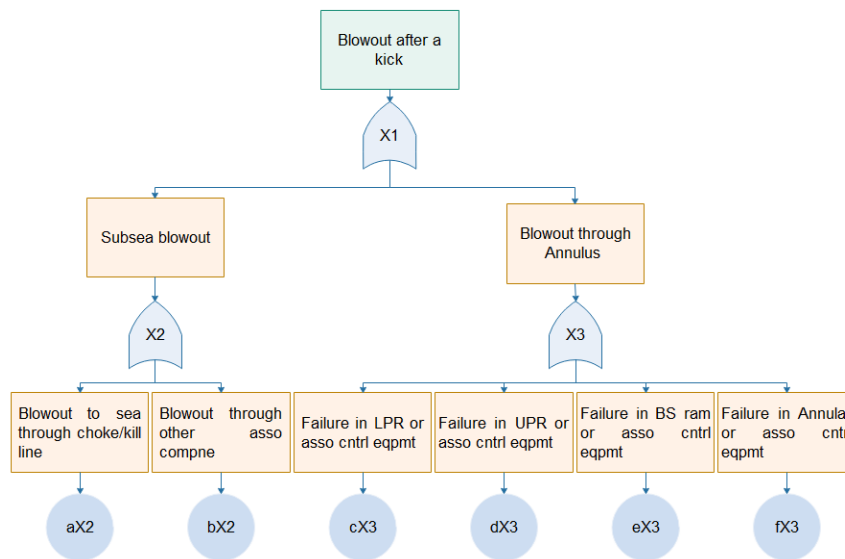 Blowout after a
kick
X1
Subsea blowout
Blowout through
Annulus
X2
X3
Blowout to sea
through choke/kill
line
Blowout through
other asso
compne
Failure in LPR or
asso cntrl eqpmt
Failure in UPR or
asso cntrl eqpmt
Failure in BS ram
or asso cntrl
eqpmt
Failure in Annular
or asso cntrl
eqpmt
aX2
bX2
cX3
dX3
eX3
fX3